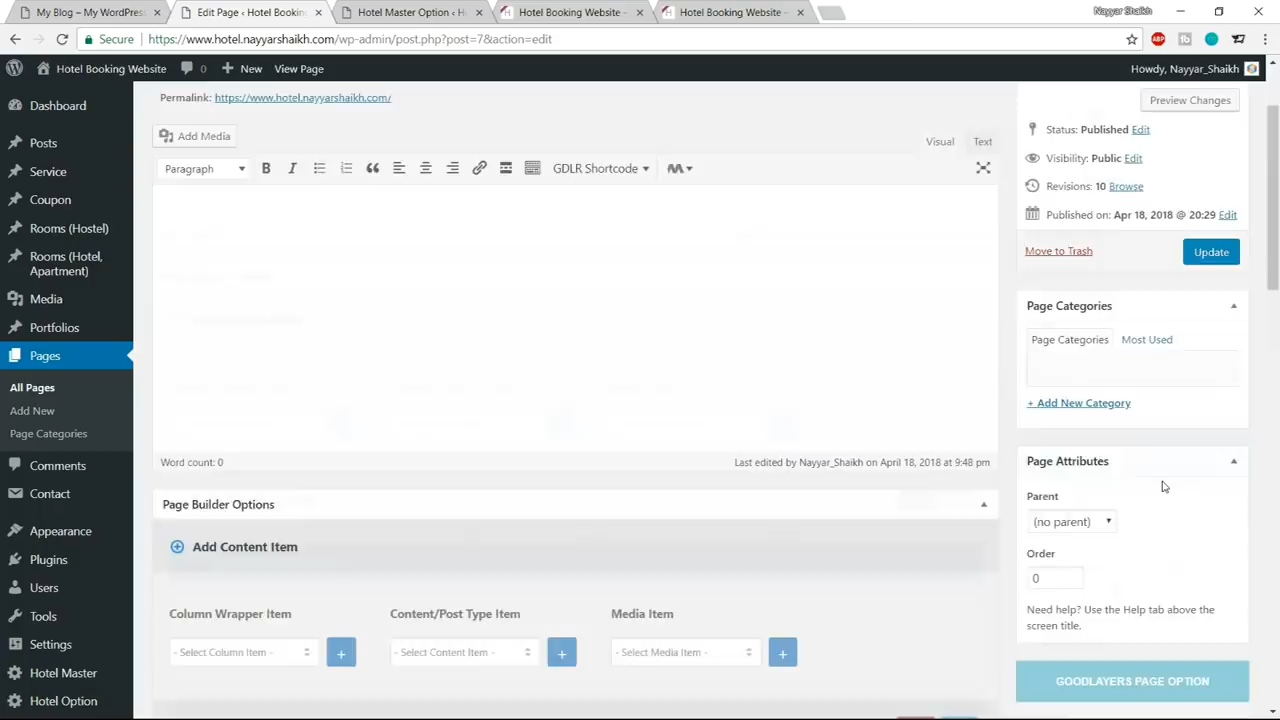 My Blog – My WordPress
Edit Page ‹ Hotel Bookin
Hotel Master Option ‹ H
Hotel Booking Website –
Hotel Booking Website –
Nayyar Shaikh
Secure
https://www.hotel.nayyarshaikh.com/wp-admin/post.php?post=7&action=edit
ABP
Hotel Booking Website
0
New
View Page
Howdy, Nayyar_Shaikh
Dashboard
Posts
Service
Coupon
Rooms (Hostel)
Rooms (Hotel,
Apartment)
Media
Portfolios
Pages
All Pages
Add New
Page Categories
Comments
Contact
Appearance
Plugins
Users
Tools
Settings
Hotel Master
Hotel Option
Permalink: https://www.hotel.nayyarshaikh.com/
Add Media
Visual
Text
Paragraph
B
I
GDLR Shortcode
Word count: 0
Last edited by Nayyar_Shaikh on April 18, 2018 at 9:48 pm
Page Builder Options
Add Content Item
Column Wrapper Item
Content/Post Type Item
Media Item
- Select Column Item -
+
- Select Content Item -
+
- Select Media Item -
+
Preview Changes
Status: Published Edit
Visibility: Public Edit
Revisions: 10 Browse
Published on: Apr 18, 2018 @ 20:29 Edit
Move to Trash
Update
Page Categories
Page Categories
Most Used
+ Add New Category
Page Attributes
Parent
(no parent)
Order
0
Need help? Use the Help tab above the
screen title.
GOODLAYERS PAGE OPTION